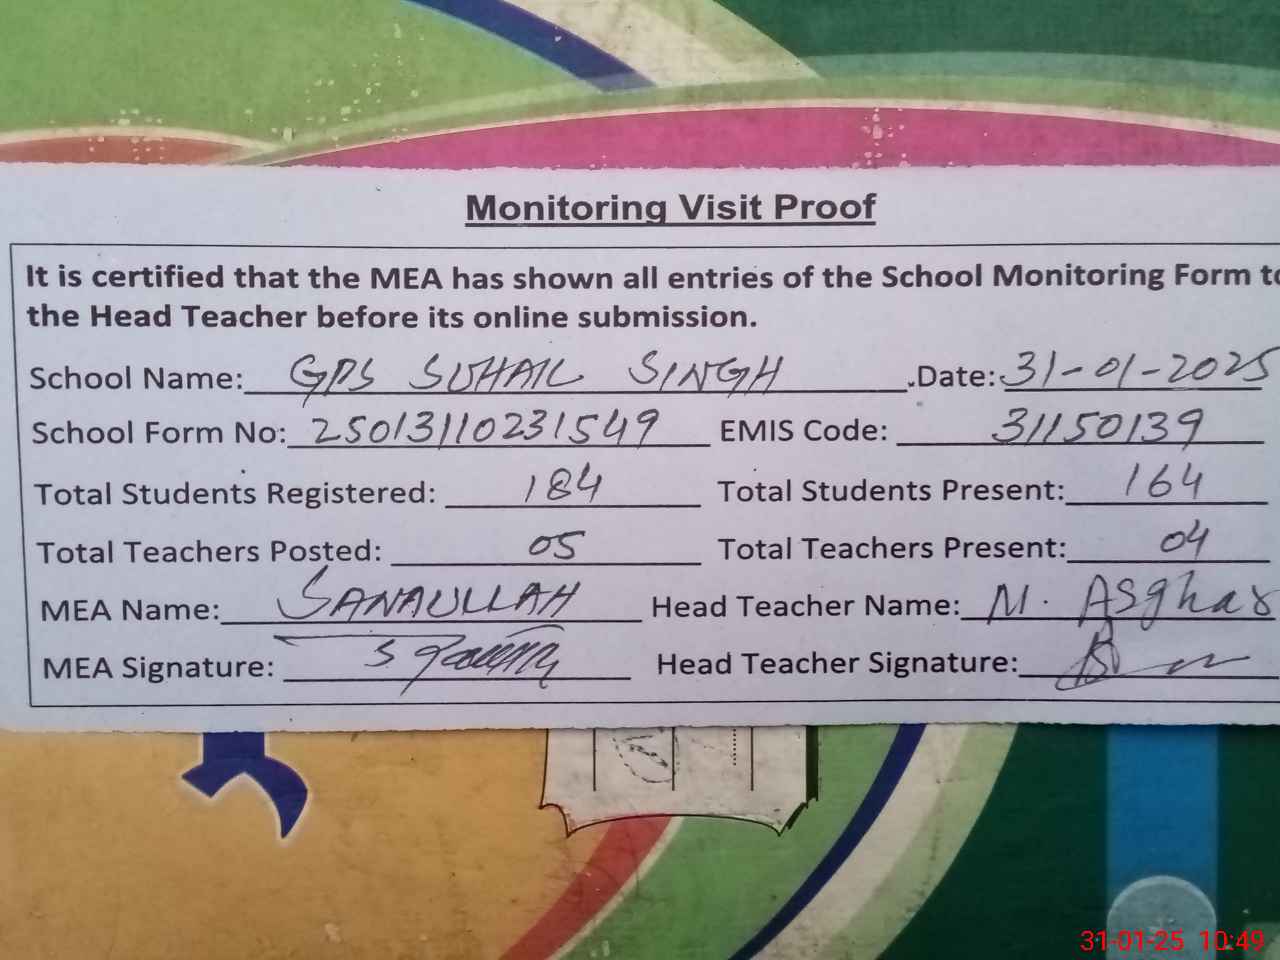 Monitoring Visit Proof
It is certified that the MEA has shown all entries of the School Monitoring Form to
the Head Teacher before its online submission.
School Name: GPS SUHAIL SINGH .Date: 31-01-2025
School Form No: 25013110231549 EMIS Code: 31150139
Total Students Registered: 184 Total Students Present: 164
Total Teachers Posted: 05 Total Teachers Present: 04
MEA Name: SANAULLAH Head Teacher Name: M. Asghar
MEA Signature: Head Teacher Signature:
31-01-25 10:49